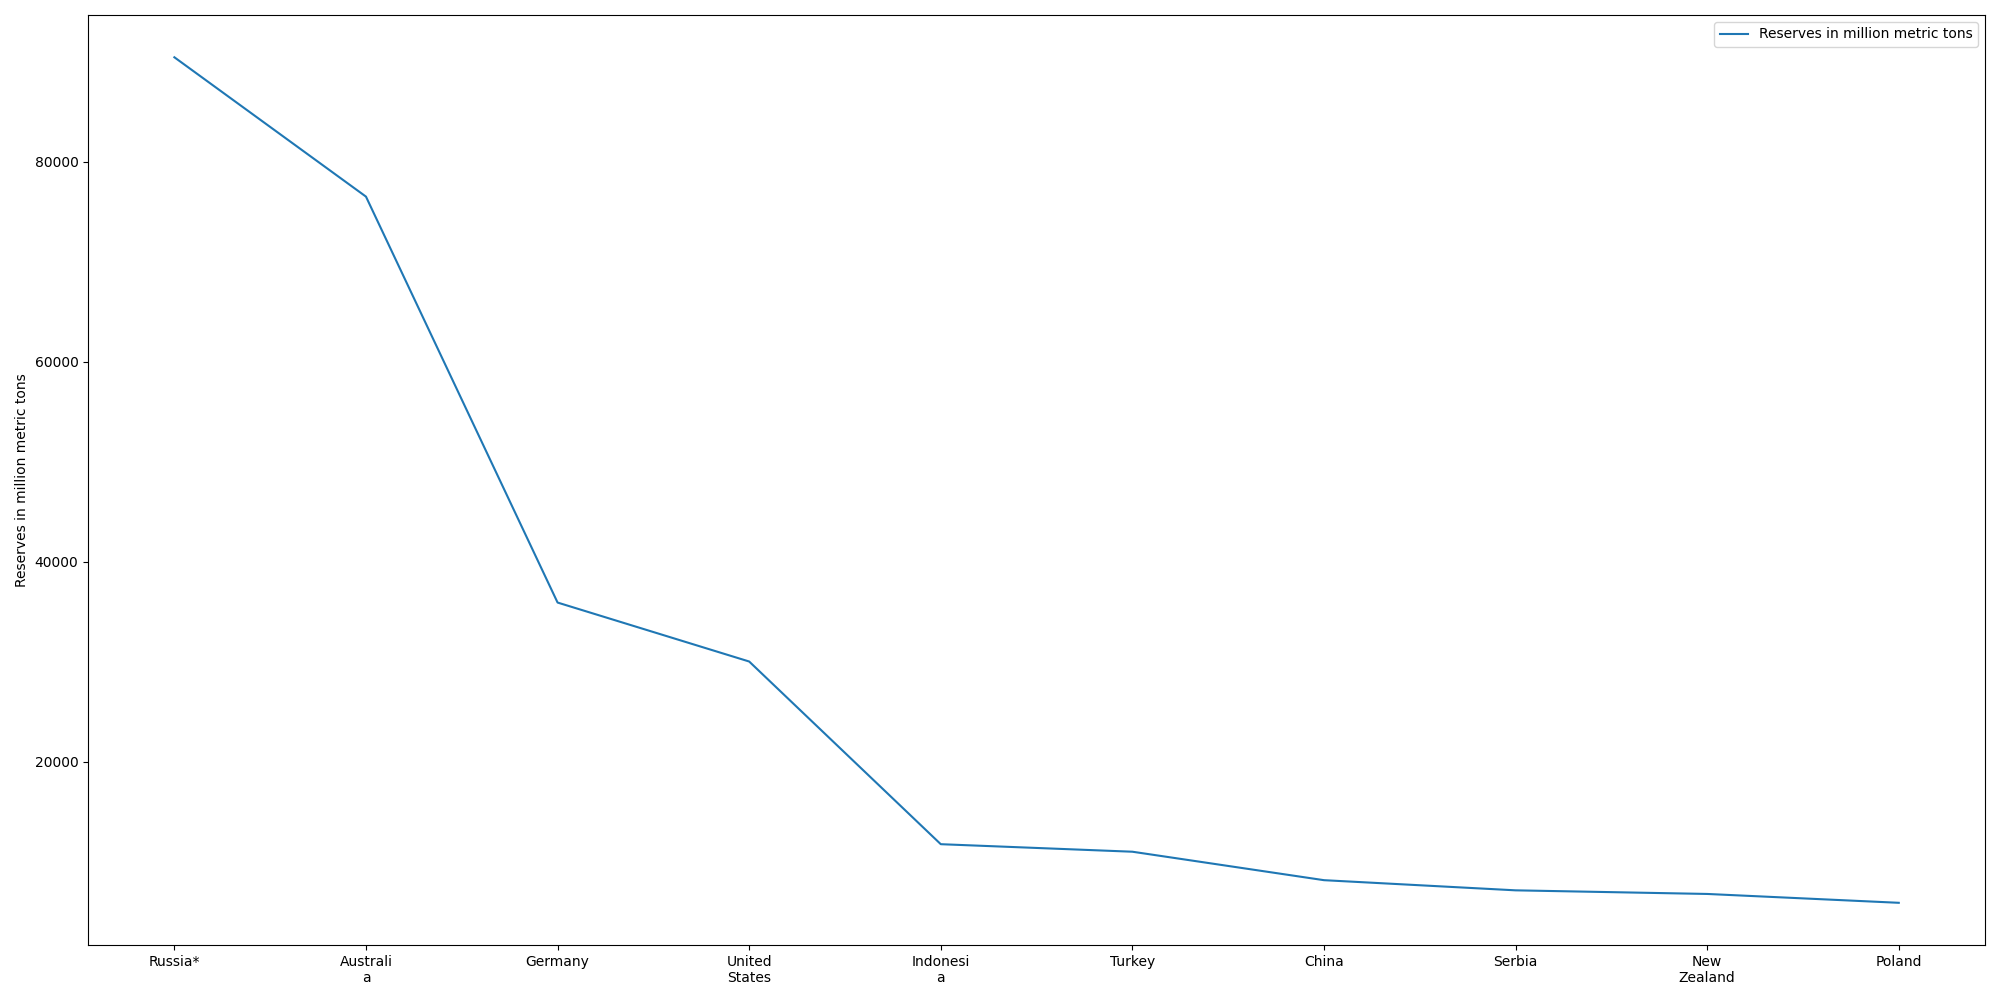 Reserves in million metric tons
80000
60000
40000
20000
Reserves in million metric tons
Russia*
Australi
a
Germany
United
States
Indonesi
a
Turkey
China
Serbia
New
Zealand
Poland